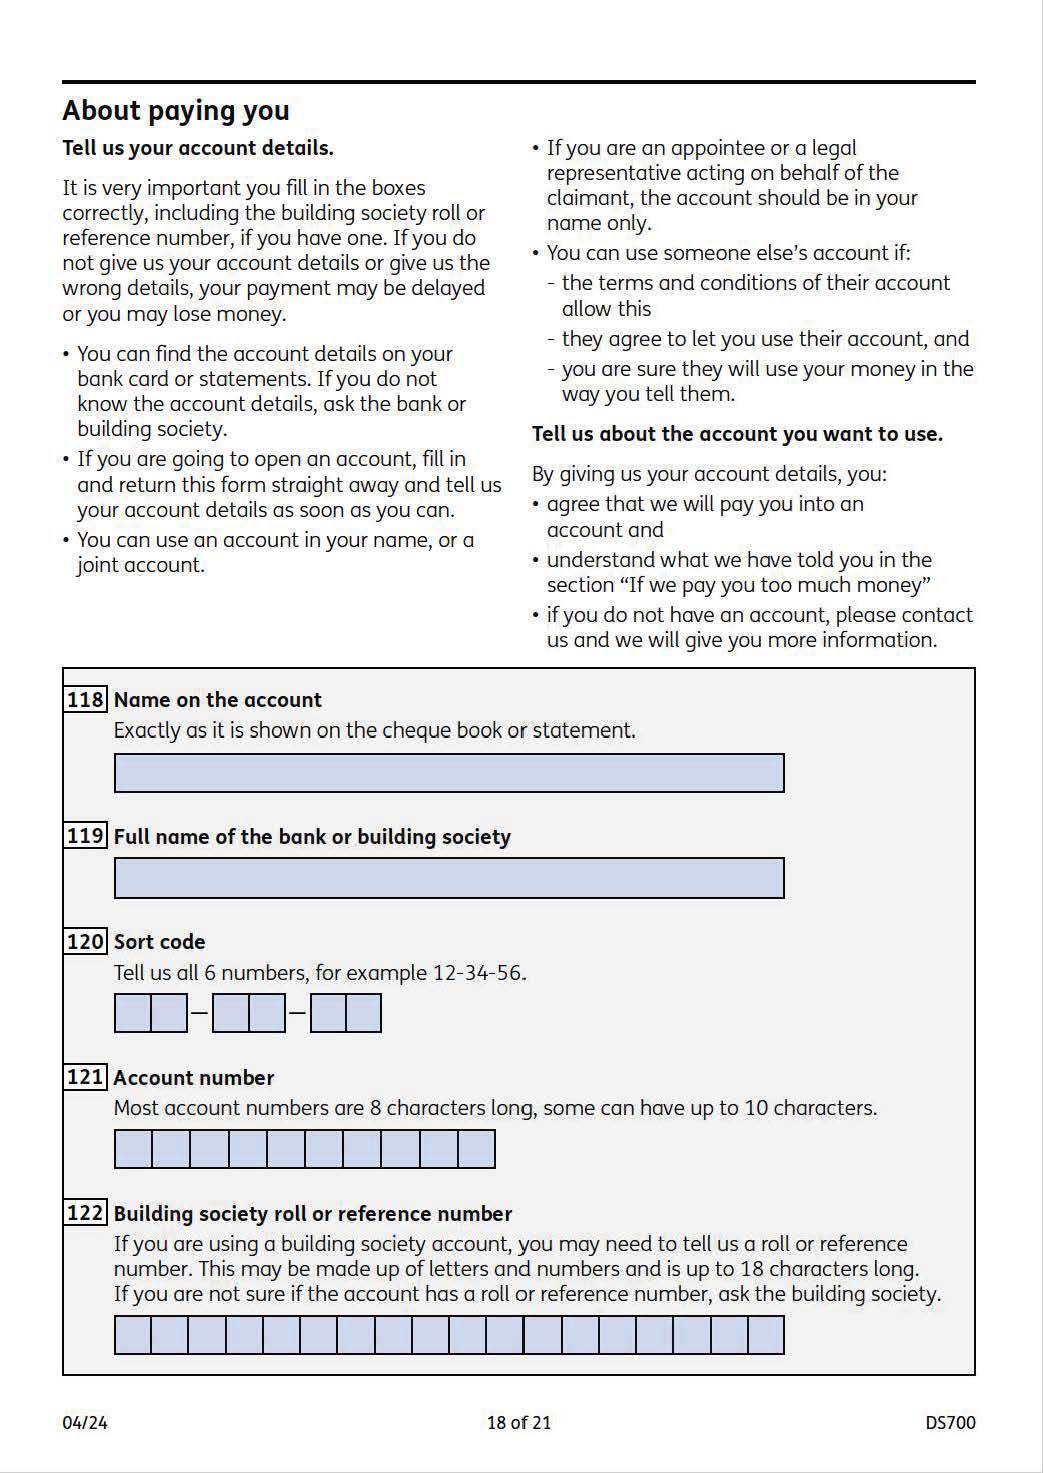 About paying you
Tell us your account details.
It is very important you fill in the boxes
correctly, including the building society roll or
reference number, if you have one. If you do
not give us your account details or give us the
wrong details, your payment may be delayed
or you may lose money.
• You can find the account details on your
bank card or statements. If you do not
know the account details, ask the bank or
building society.
• If you are going to open an account, fill in
and return this form straight away and tell us
your account details as soon as you can.
• You can use an account in your name, or a
joint account.
• If you are an appointee or a legal
representative acting on behalf of the
claimant, the account should be in your
name only.
• You can use someone else’s account if:
- the terms and conditions of their account
allow this
- they agree to let you use their account, and
- you are sure they will use your money in the
way you tell them.
Tell us about the account you want to use.
By giving us your account details, you:
• agree that we will pay you into an
account and
• understand what we have told you in the
section “If we pay you too much money”
• if you do not have an account, please contact
us and we will give you more information.
118 Name on the account
Exactly as it is shown on the cheque book or statement.
119 Full name of the bank or building society
120 Sort code
Tell us all 6 numbers, for example 12-34-56.
– –
121 Account number
Most account numbers are 8 characters long, some can have up to 10 characters.
122 Building society roll or reference number
If you are using a building society account, you may need to tell us a roll or reference
number. This may be made up of letters and numbers and is up to 18 characters long.
If you are not sure if the account has a roll or reference number, ask the building society.
04/24 18 of 21 DS700